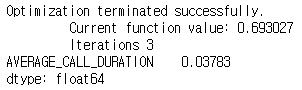 Optimization terminated successfully.
Current function value: 0.693027
Iterations 3
AVERAGE_CALL_DURATION    0.03783
dtype: float64